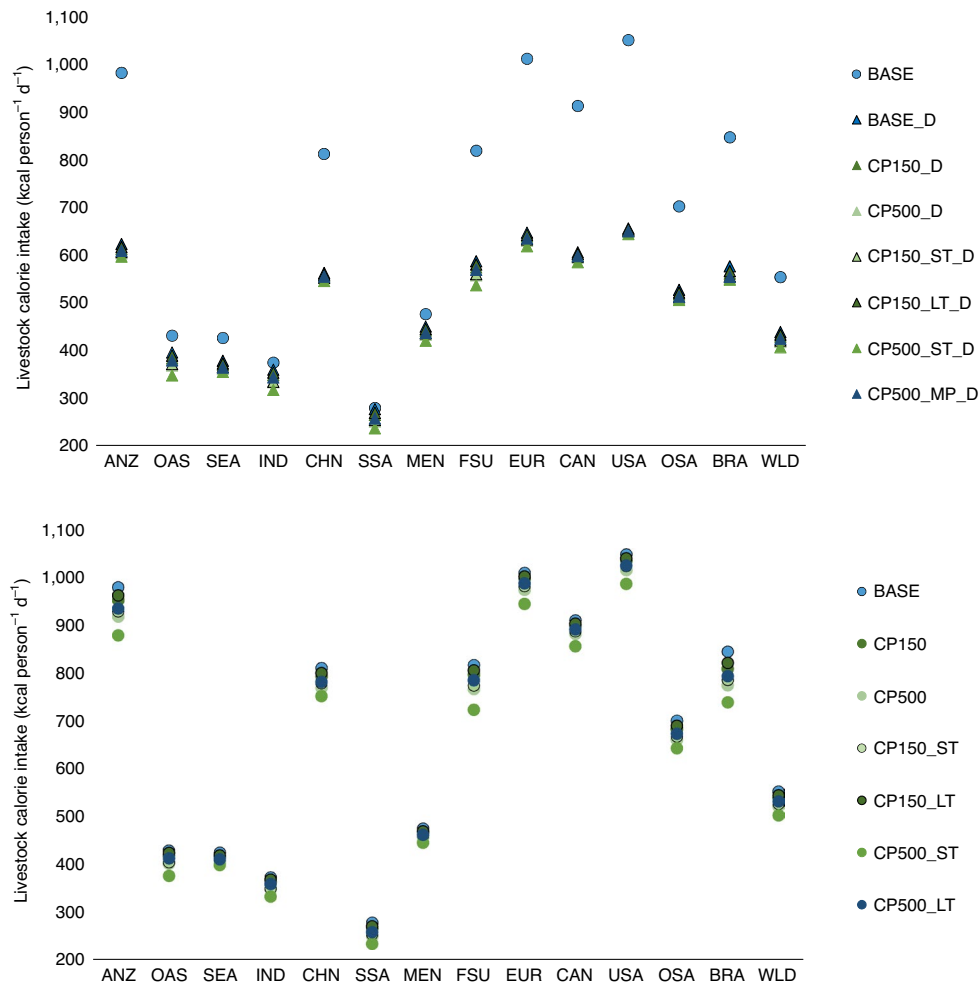 Livestock calorie intake (kcal person⁻¹ d⁻¹)
1,100
1,000
900
800
700
600
500
400
300
200
ANZ OAS SEA IND CHN SSA MEN FSU EUR CAN USA OSA BRA WLD
BASE
BASE_D
CP150_D
CP500_D
CP150_ST_D
CP150_LT_D
CP500_ST_D
CP500_MP_D
Livestock calorie intake (kcal person⁻¹ d⁻¹)
1,100
1,000
900
800
700
600
500
400
300
200
ANZ OAS SEA IND CHN SSA MEN FSU EUR CAN USA OSA BRA WLD
BASE
CP150
CP500
CP150_ST
CP150_LT
CP500_ST
CP500_LT